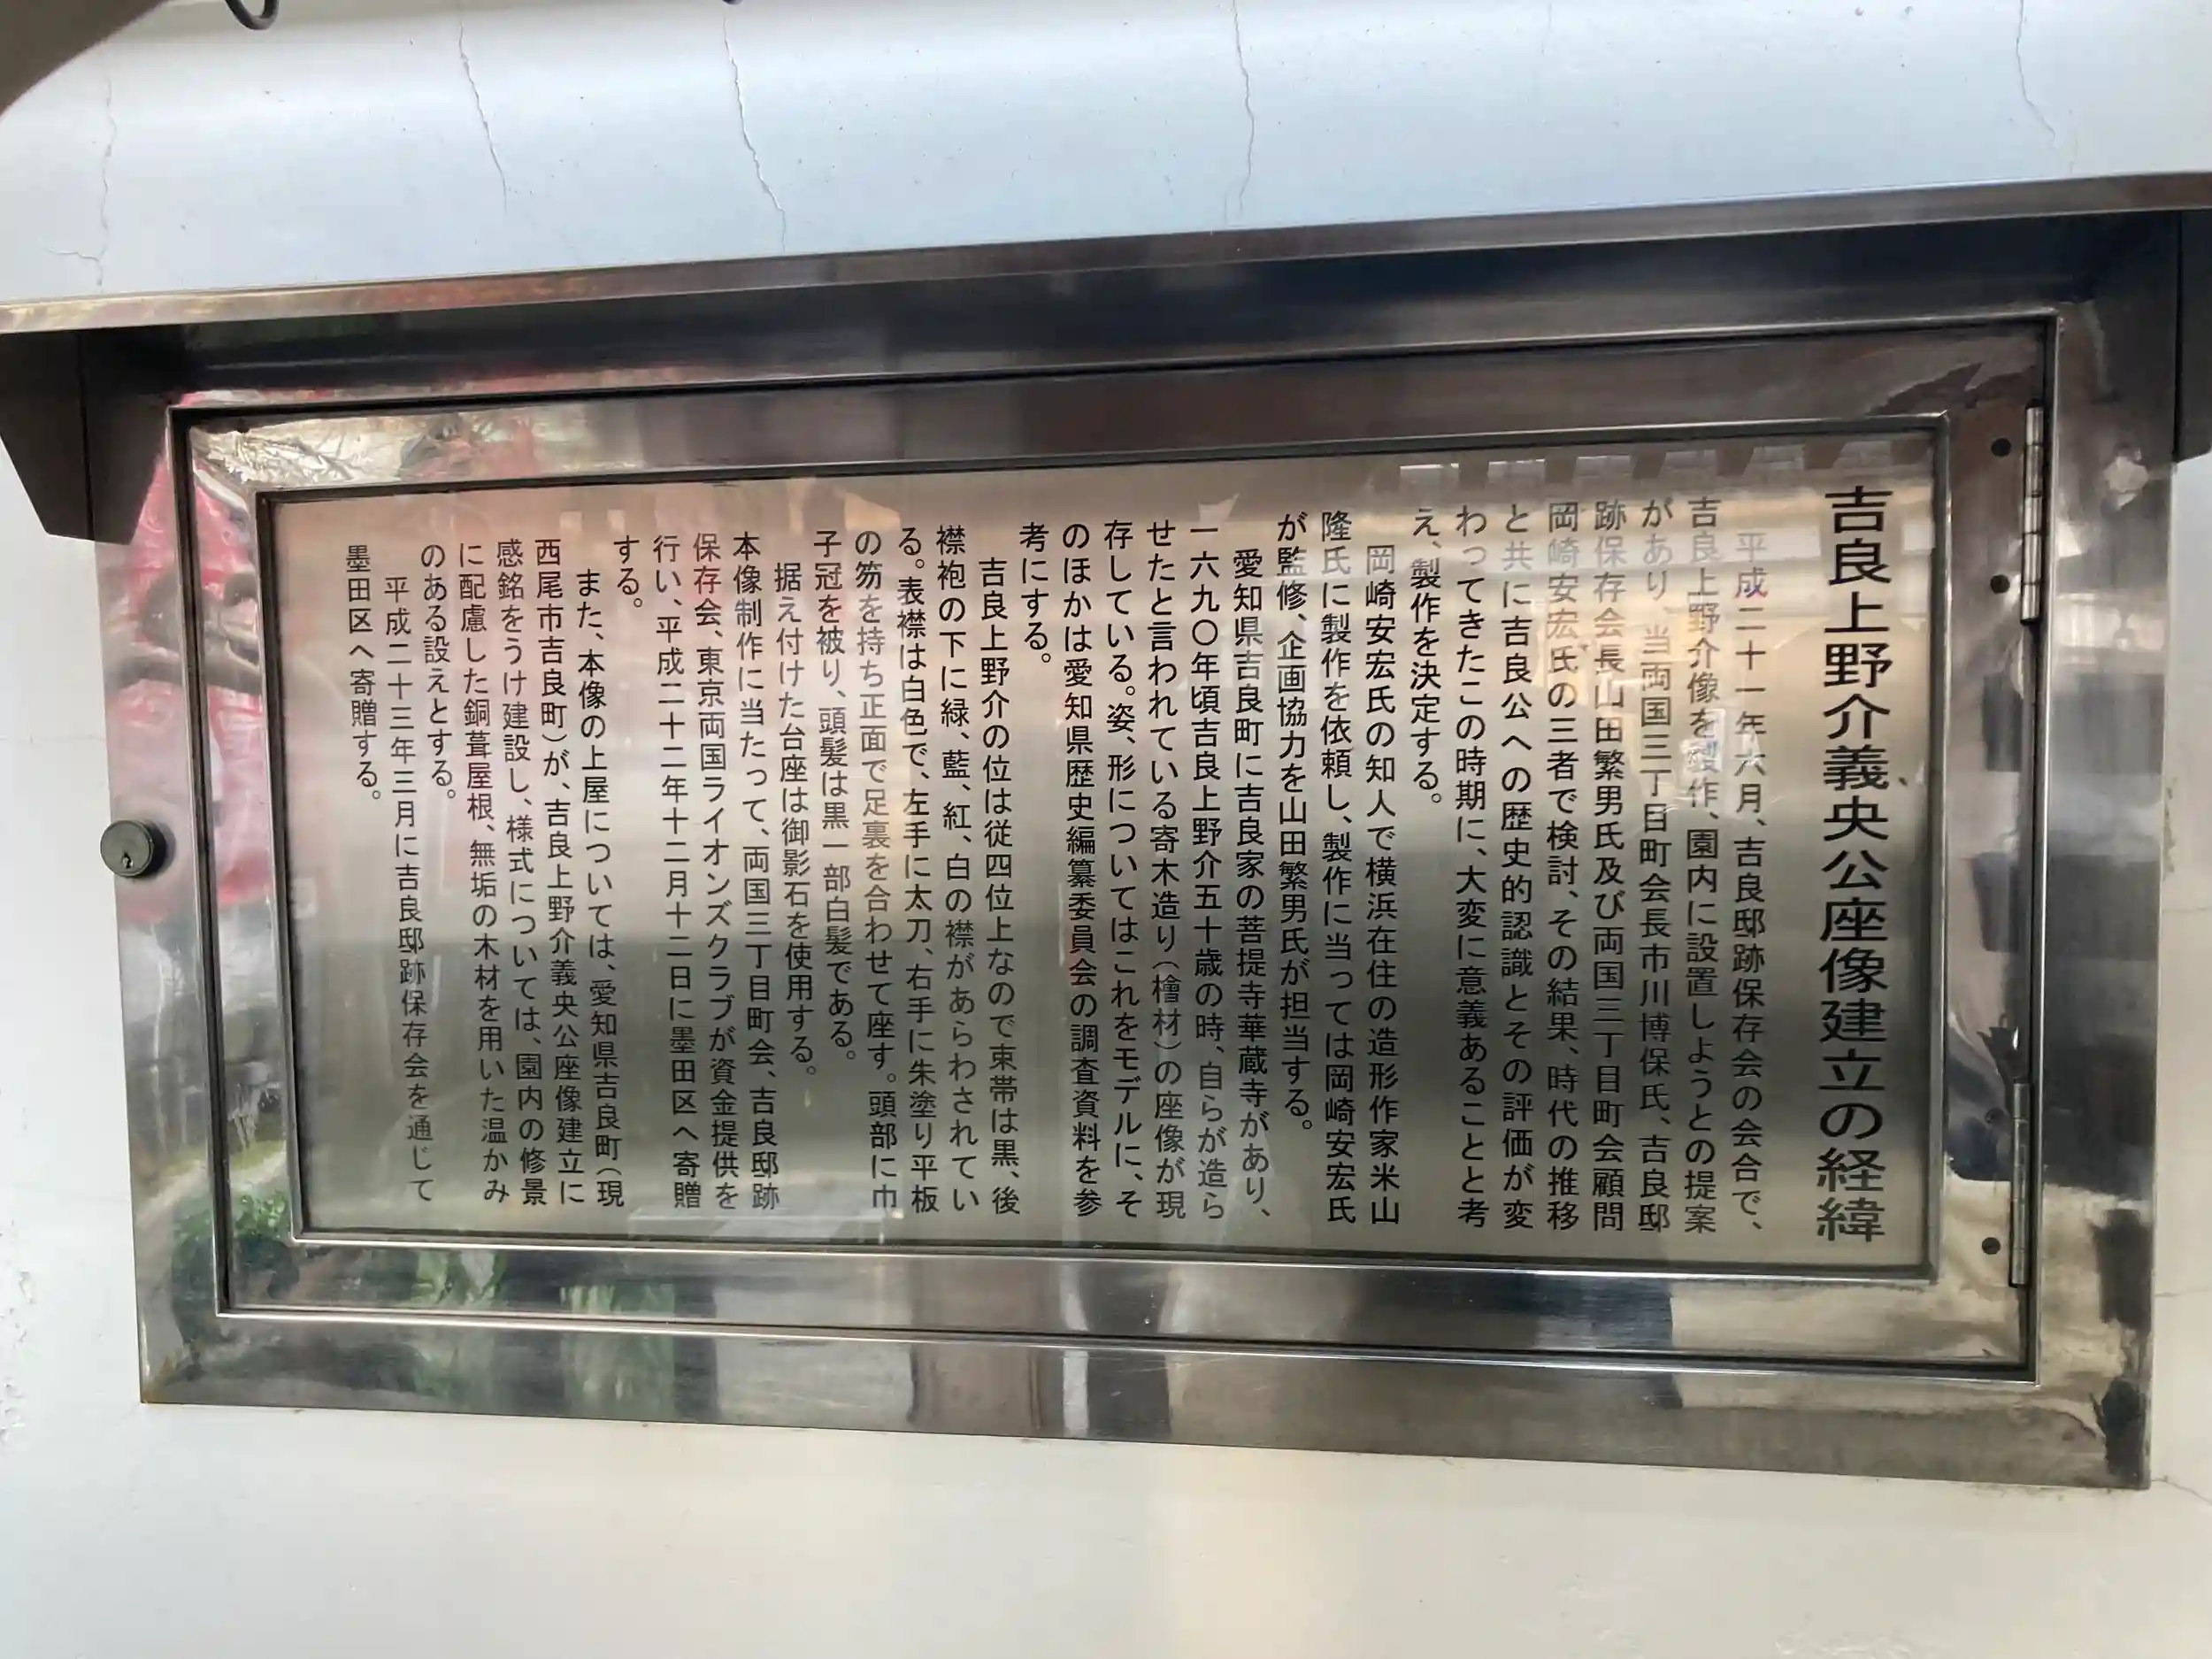 吉良上野介義央公座像建立の経緯
平成二十一年六月、吉良邸跡保存会の会合で、
吉良上野介像を製作、園内に設置しようとの提案
があり、当両国三丁目町会長市川博保氏、吉良邸
跡保存会長山田繁男氏及び両国三丁目町会顧問
岡崎安宏氏の三者で検討、その結果、時代の推移
と共に吉良公への歴史的認識とその評価が変
わってきたこの時期に、大変に意義あることと考
え、製作を決定する。
岡崎安宏氏の知人で横浜在住の造形作家米山
隆氏に製作を依頼し、製作に当っては岡崎安宏氏
が監修、企画協力を山田繁男氏が担当する。
愛知県吉良町に吉良家の菩提寺華蔵寺があり、
一六九〇年頃吉良上野介五十歳の時、自らが造ら
せたと言われている寄木造り(檜材)の座像が現
存している。姿、形についてはこれをモデルに、そ
のほかは愛知県歴史編纂委員会の調査資料を参
考にする。
吉良上野介の位は従四位上なので束帯は黒、後
襟袍の下に緑、藍、紅、白の襟があらわされてい
る。表襟は白色で、左手に太刀、右手に朱塗り平板
の笏を持ち正面で足裏を合わせて座す。頭部に巾
子冠を被り、頭髪は黒一部白髪である。
据え付けた台座は御影石を使用する。
本像制作に当たって、両国三丁目町会、吉良邸跡
保存会、東京両国ライオンズクラブが資金提供を
行い、平成二十二年十二月十二日に墨田区へ寄贈
する。
また、本像の上屋については、愛知県吉良町(現
西尾市吉良町)が、吉良上野介義央公座像建立に
感銘をうけ建設し、様式については、園内の修景
に配慮した銅葺屋根、無垢の木材を用いた温かみ
のある設えとする。
平成二十三年三月に吉良邸跡保存会を通じて
墨田区へ寄贈する。